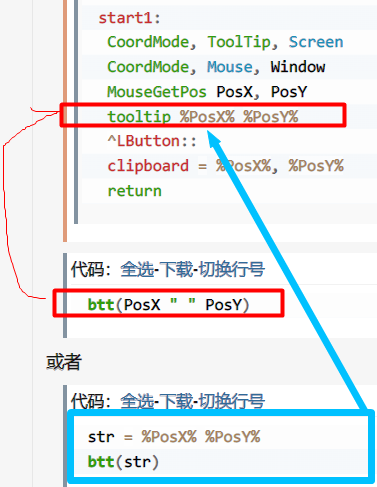 start1:
CoordMode, ToolTip, Screen
CoordMode, Mouse, Window
MouseGetPos PosX, PosY
tooltip %PosX% %PosY%
^LButton::
clipboard = %PosX%, %PosY%
return
代码：全选-下载-切换行号
btt(PosX " " PosY)
或者
代码：全选-下载-切换行号
str = %PosX% %PosY%
btt(str)